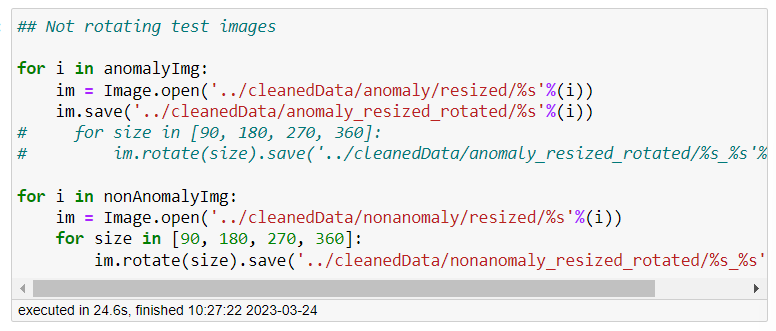 ## Not rotating test images
for i in anomalyImg:
    im = Image.open('../cleanedData/anomaly/resized/%s'%(i))
    im.save('../cleanedData/anomaly_resized_rotated/%s'%(i))
#     for size in [90, 180, 270, 360]:
#         im.rotate(size).save('../cleanedData/anomaly_resized_rotated/%s_%s'%
for i in nonAnomalyImg:
    im = Image.open('../cleanedData/nonanomaly/resized/%s'%(i))
    for size in [90, 180, 270, 360]:
        im.rotate(size).save('../cleanedData/nonanomaly_resized_rotated/%s_%s'
executed in 24.6s, finished 10:27:22 2023-03-24